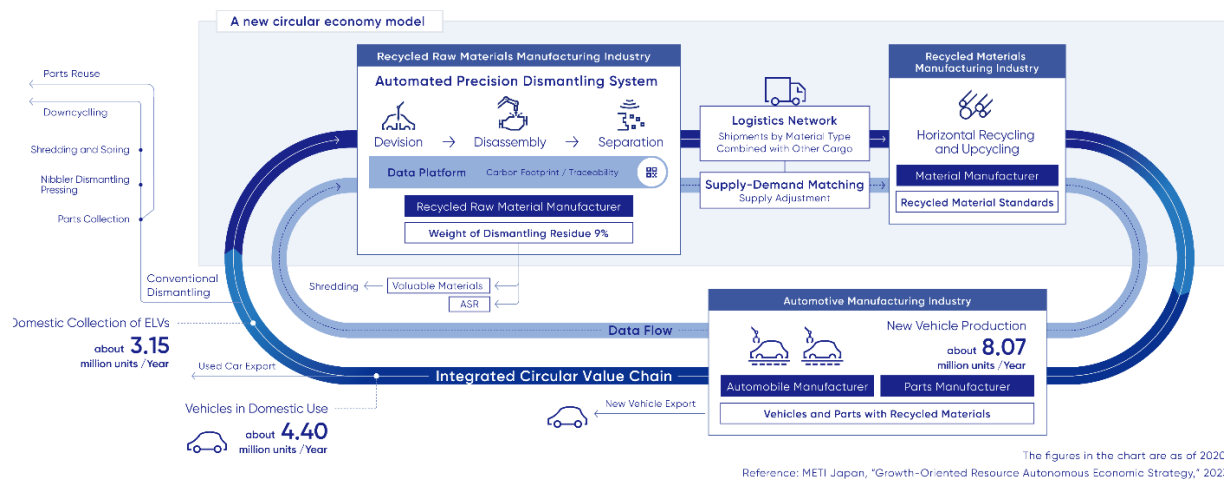 A new circular economy model
Recycled Raw Materials Manufacturing Industry
Automated Precision Dismantling System
Devision
Disassembly
Separation
Data Platform
Carbon Footprint / Traceability
Recycled Raw Material Manufacturer
Weight of Dismantling Residue 9%
Logistics Network
Shipments by Material Type
Combined with Other Cargo
Supply-Demand Matching
Supply Adjustment
Recycled Materials
Manufacturing Industry
Horizontal Recycling
and Upcycling
Material Manufacturer
Recycled Material Standards
Parts Reuse
Downcyclling
Shredding and Soring
Nibbler Dismantling
Pressing
Parts Collection
Conventional
Dismantling
Shredding
Valuable Materials
ASR
Domestic Collection of ELVs
about 3.15
million units / Year
Used Car Export
Vehicles in Domestic Use
about 4.40
million units / Year
Data Flow
Integrated Circular Value Chain
New Vehicle Export
Automotive Manufacturing Industry
New Vehicle Production
about 8.07
million units / Year
Automobile Manufacturer
Parts Manufacturer
Vehicles and Parts with Recycled Materials
The figures in the chart are as of 2020
Reference: METI Japan, "Growth-Oriented Resource Autonomous Economic Strategy,"